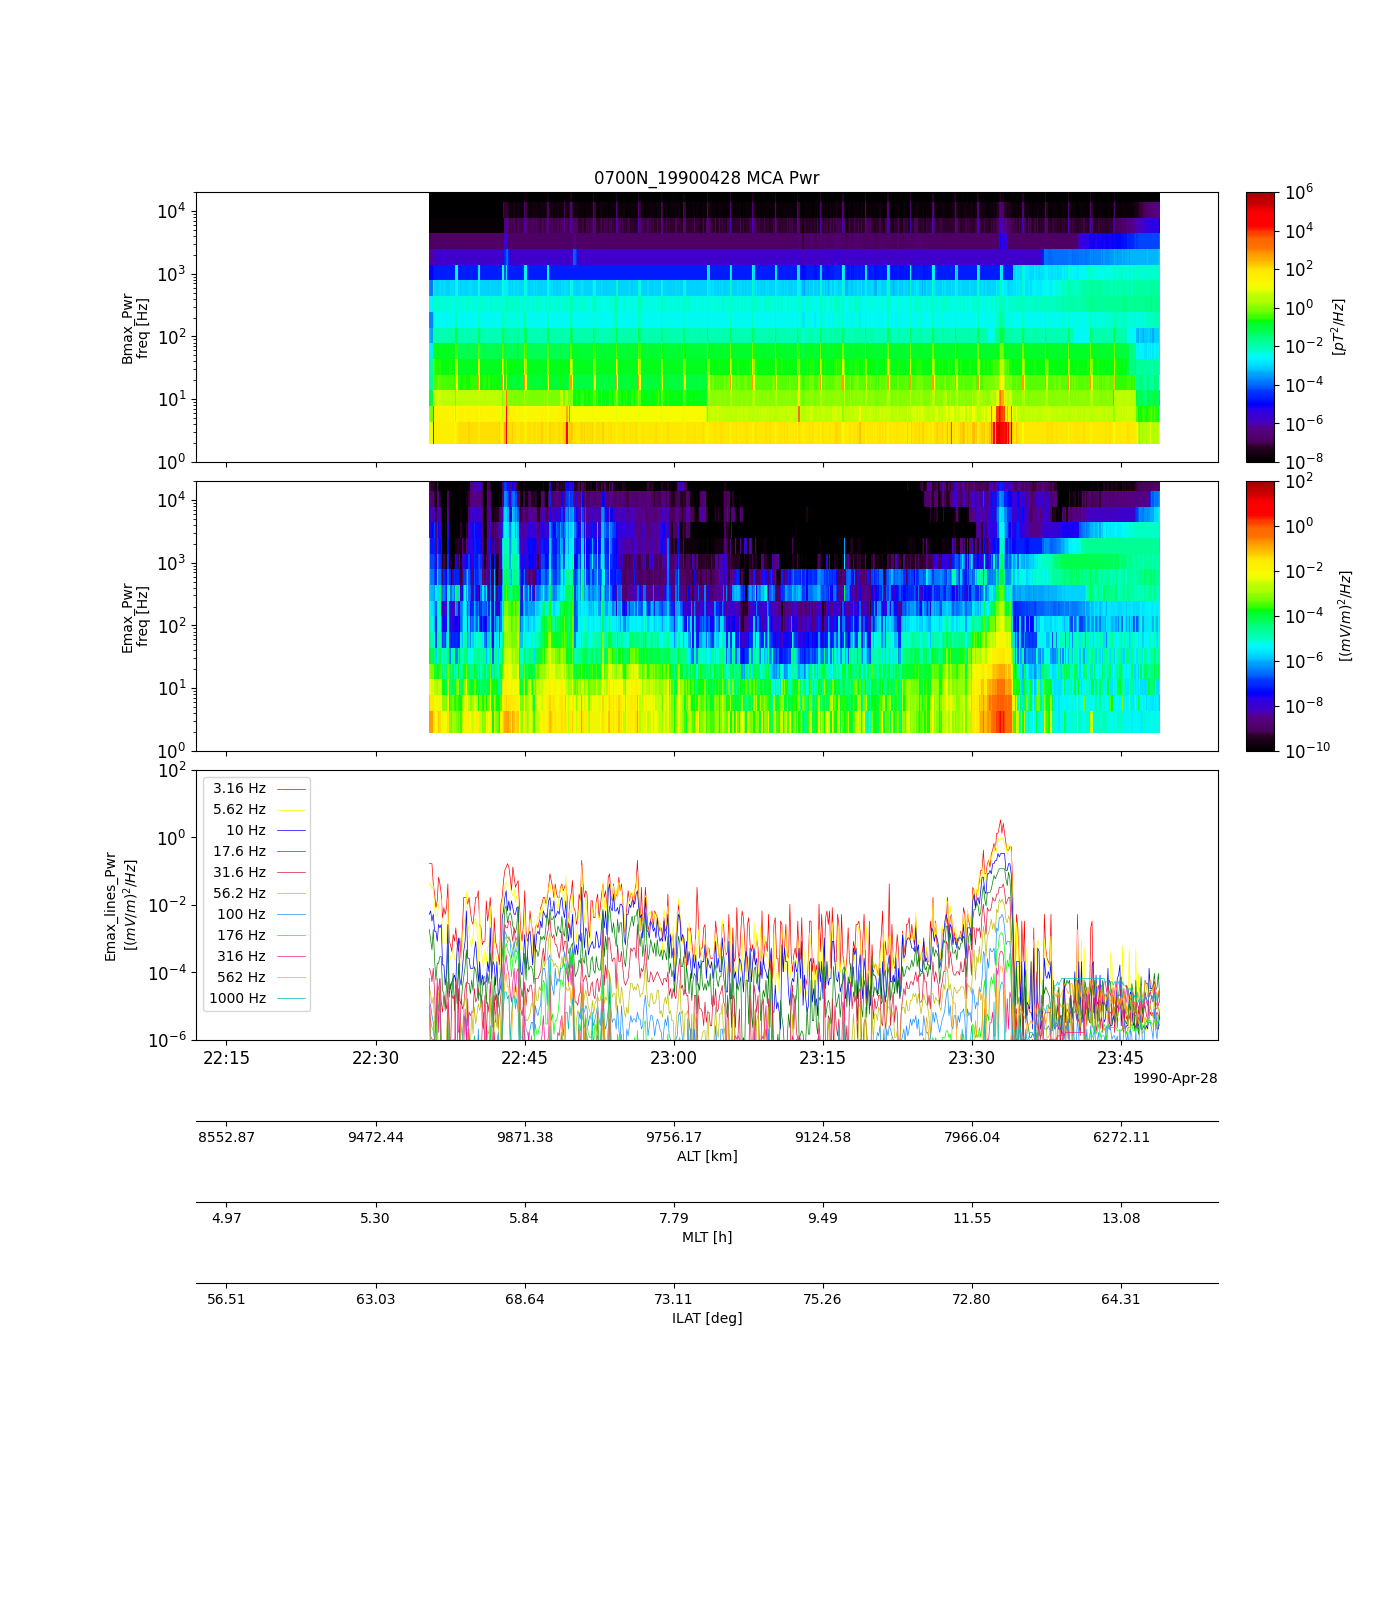 0700N_19900428 MCA Pwr
Bmax_Pwr
freq [Hz]
10^4
10^3
10^2
10^1
10^0
10^6
10^4
10^2
10^0
10^-2
10^-4
10^-6
10^-8
[pT^2/Hz]
Emax_Pwr
freq [Hz]
10^4
10^3
10^2
10^1
10^0
10^2
10^0
10^-2
10^-4
10^-6
10^-8
10^-10
[(mV/m)^2/Hz]
Emax_lines_Pwr
[(mV/m)^2/Hz]
10^2
10^0
10^-2
10^-4
10^-6
3.16 Hz
5.62 Hz
10 Hz
17.6 Hz
31.6 Hz
56.2 Hz
100 Hz
176 Hz
316 Hz
562 Hz
1000 Hz
22:15 22:30 22:45 23:00 23:15 23:30 23:45
1990-Apr-28
8552.87 9472.44 9871.38 9756.17 9124.58 7966.04 6272.11
ALT [km]
4.97 5.30 5.84 7.79 9.49 11.55 13.08
MLT [h]
56.51 63.03 68.64 73.11 75.26 72.80 64.31
ILAT [deg]